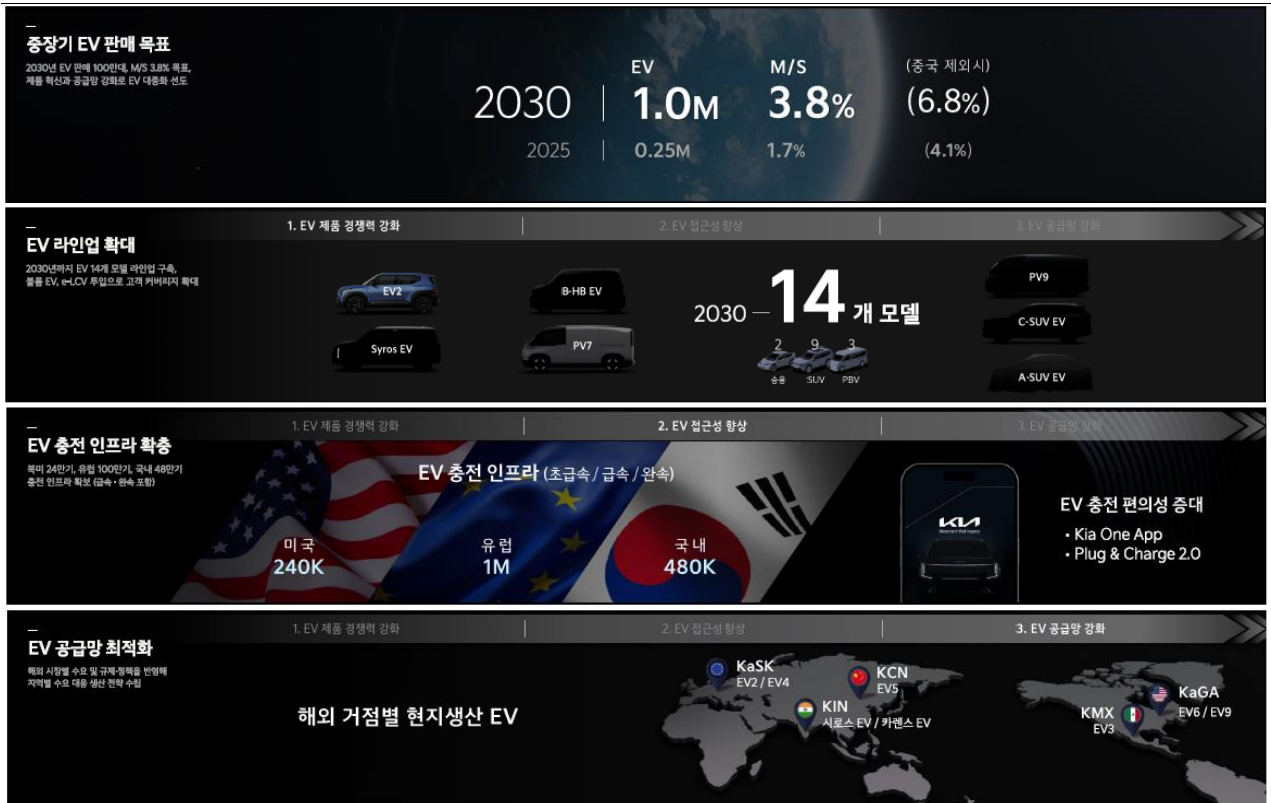 중장기 EV 판매 목표
2030년 EV 판매 100만대, M/S 3.8% 목표,
제품 혁신과 공급망 강화로 EV 대중화 선도
EV M/S (중국 제외시)
2030 1.0M 3.8% (6.8%)
2025 0.25M 1.7% (4.1%)
EV 라인업 확대
2030년까지 EV 14개 모델 라인업 구축,
볼륨 EV, e-LCV 투입으로 고객 커버리지 확대
1. EV 제품 경쟁력 강화 2. EV 접근성 향상 3. EV 공급망 강화
EV2
Syros EV
B-HB EV
PV7
2030 – 14 개 모델
2 9 3
승용 SUV PBV
PV9
C-SUV EV
A-SUV EV
EV 충전 인프라 확충
북미 24만기, 유럽 100만기, 국내 48만기
충전 인프라 확보 (급속·완속 포함)
1. EV 제품 경쟁력 강화 2. EV 접근성 향상 3. EV 공급망 강화
EV 충전 인프라 (초급속 / 급속 / 완속)
미국 유럽 국내
240K 1M 480K
KIA
Movement that inspires
EV 충전 편의성 증대
• Kia One App
• Plug & Charge 2.0
EV 공급망 최적화
해외 시장별 수요 및 규제·정책을 반영해
지역별 수요 대응 생산 전략 수립
1. EV 제품 경쟁력 강화 2. EV 접근성 향상 3. EV 공급망 강화
해외 거점별 현지생산 EV
KaSK
EV2 / EV4
KCN
EV5
KIN
시로스 EV / 카렌스 EV
KaGA
EV6 / EV9
KMX
EV3